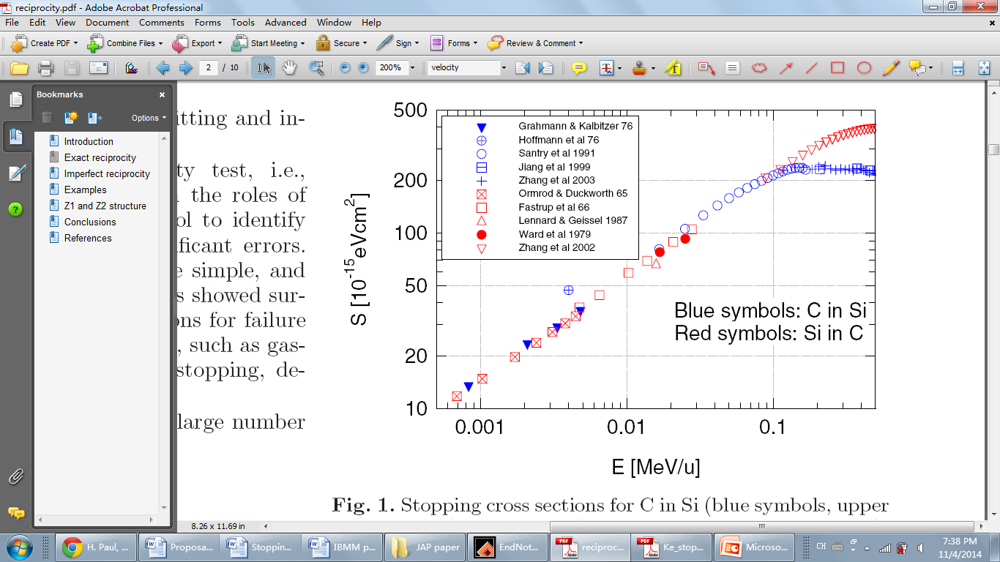 reciprocity.pdf - Adobe Acrobat Professional
File Edit View Document Comments Forms Tools Advanced Window Help
Create PDF Combine Files Export Start Meeting Secure Sign Forms Review & Comment
2 / 10 200% velocity
Bookmarks
Options
Introduction
Exact reciprocity
Imperfect reciprocity
Examples
Z1 and Z2 structure
Conclusions
References
itting and in-
ty test, i.e.,
the roles of
ol to identify
ficant errors.
e simple, and
s showed sur-
ons for failure
, such as gas-
stopping, de-
large number
500
200
100
50
20
10
S [10-15eVcm2]
Grahmann & Kalbitzer 76
Hoffmann et al 76
Santry et al 1991
Jiang et al 1999
Zhang et al 2003
Ormrod & Duckworth 65
Fastrup et al 66
Lennard & Geissel 1987
Ward et al 1979
Zhang et al 2002
Blue symbols: C in Si
Red symbols: Si in C
0.001 0.01 0.1
E [MeV/u]
Fig. 1. Stopping cross sections for C in Si (blue symbols, upper
8.26 x 11.69 in
H. Paul, ... Proposa... Stoppin... IBMM p... JAP paper EndNot... reciproc... Ke_stop... Microso... CH 7:38 PM
11/4/2014